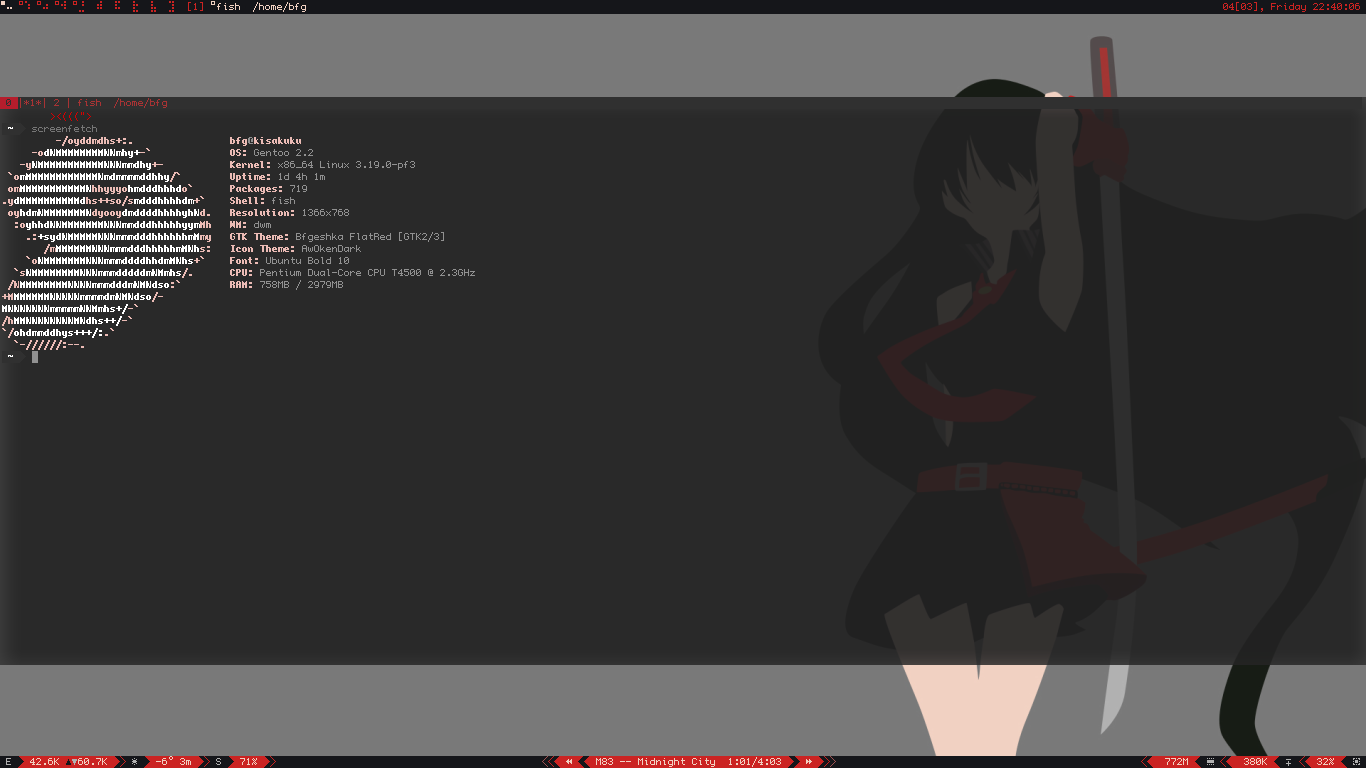 [1] fish /home/bfg
04[03], Friday 22:40:06
0 |*1*| 2 | fish /home/bfg
><((("> 
~ screenfetch
bfg@kisakuku
OS: Gentoo 2.2
Kernel: x86_64 Linux 3.19.0-pf3
Uptime: 1d 4h 1m
Packages: 719
Shell: fish
Resolution: 1366x768
WM: dwm
GTK Theme: Bfgeshka FlatRed [GTK2/3]
Icon Theme: AwOkenDark
Font: Ubuntu Bold 10
CPU: Pentium Dual-Core CPU T4500 @ 2.3GHz
RAM: 758MB / 2979MB
~
E 42.6K ▲▼60.7K * -6° 3m S 71%
M83 -- Midnight City 1:01/4:03
772M 380K 32%